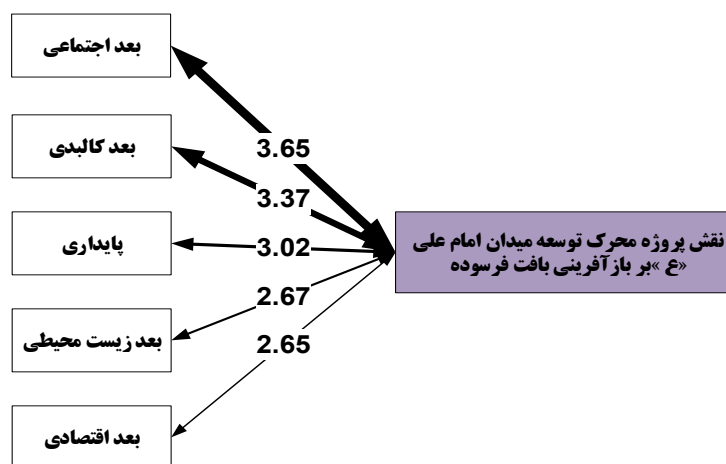 بعد اجتماعی
3.65
بعد کالبدی
3.37
نقش پروژه محرک توسعه میدان امام علی
«ع »بر بازآفرینی بافت فرسوده
پایداری
3.02
2.67
بعد زیست محیطی
2.65
بعد اقتصادی